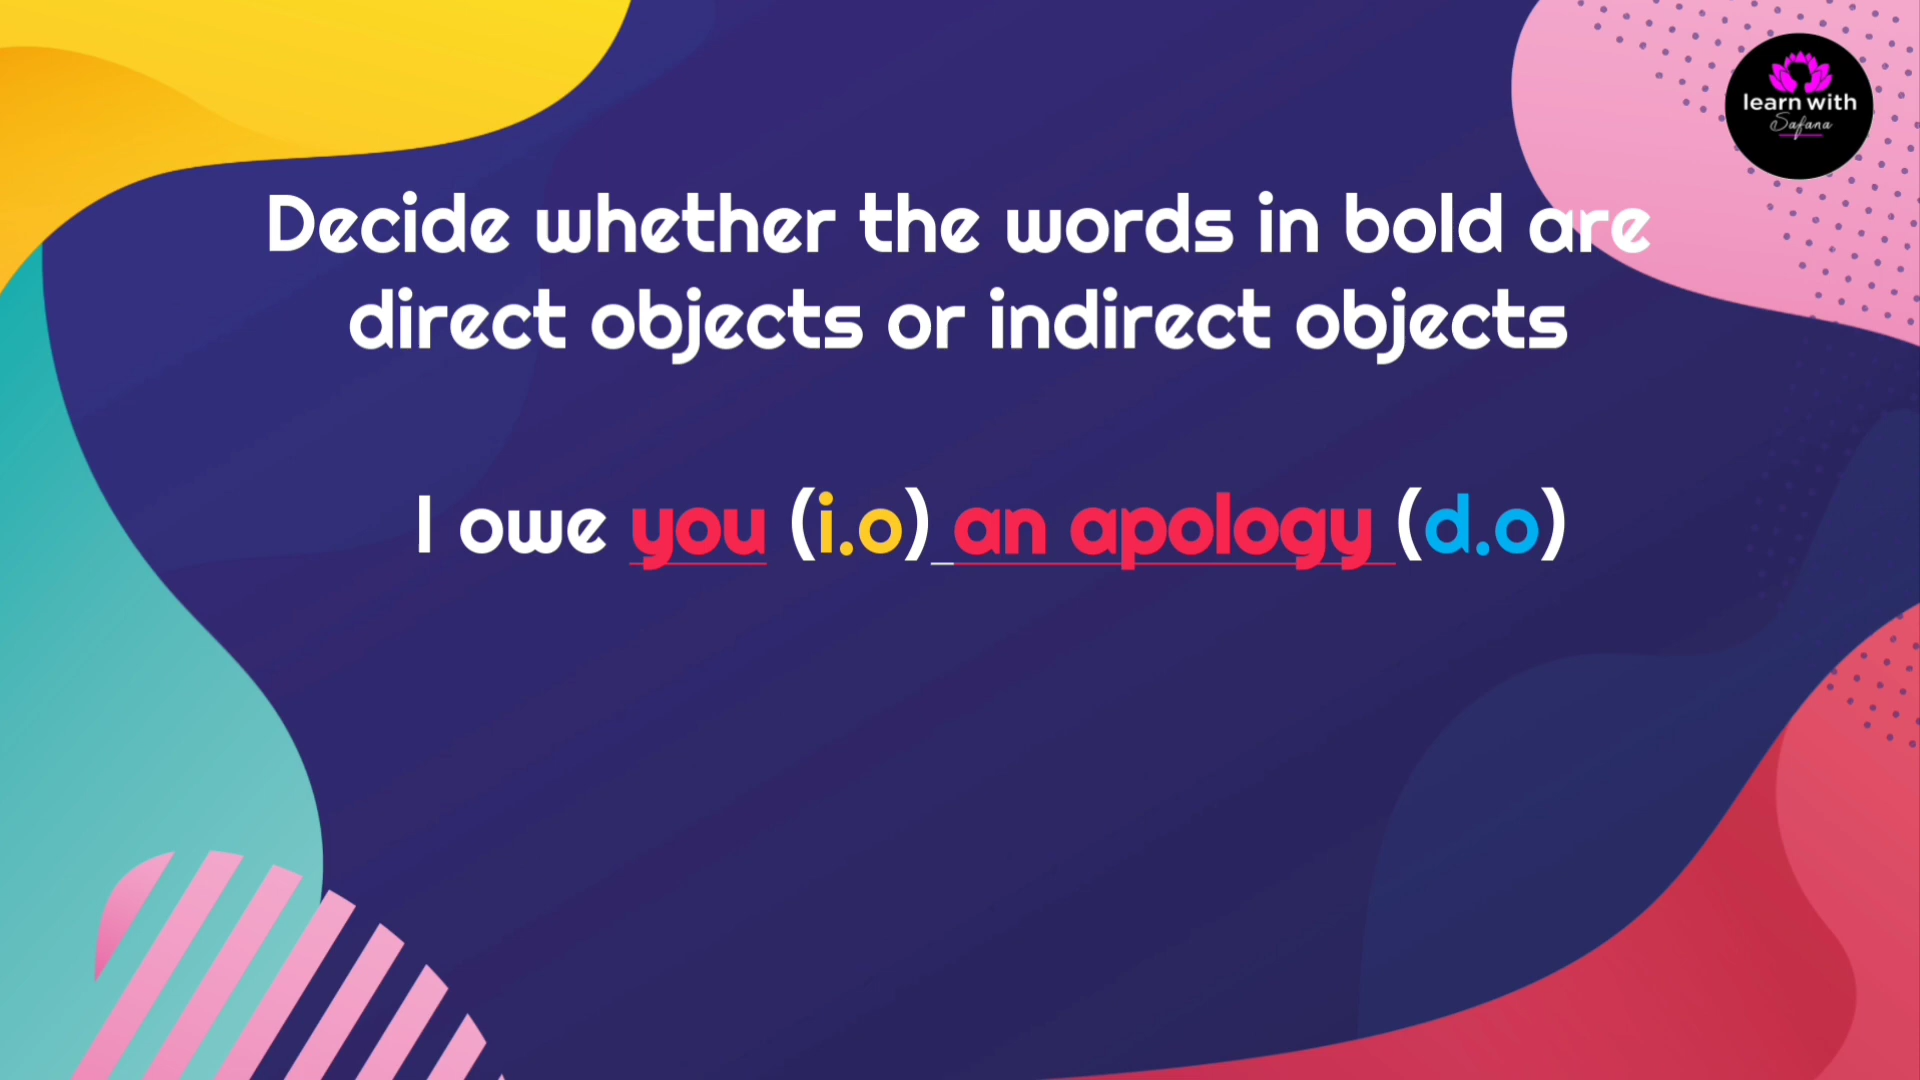 learn with
Safana
Decide whether the words in bold are
direct objects or indirect objects
I owe you (i.o) an apology (d.o)